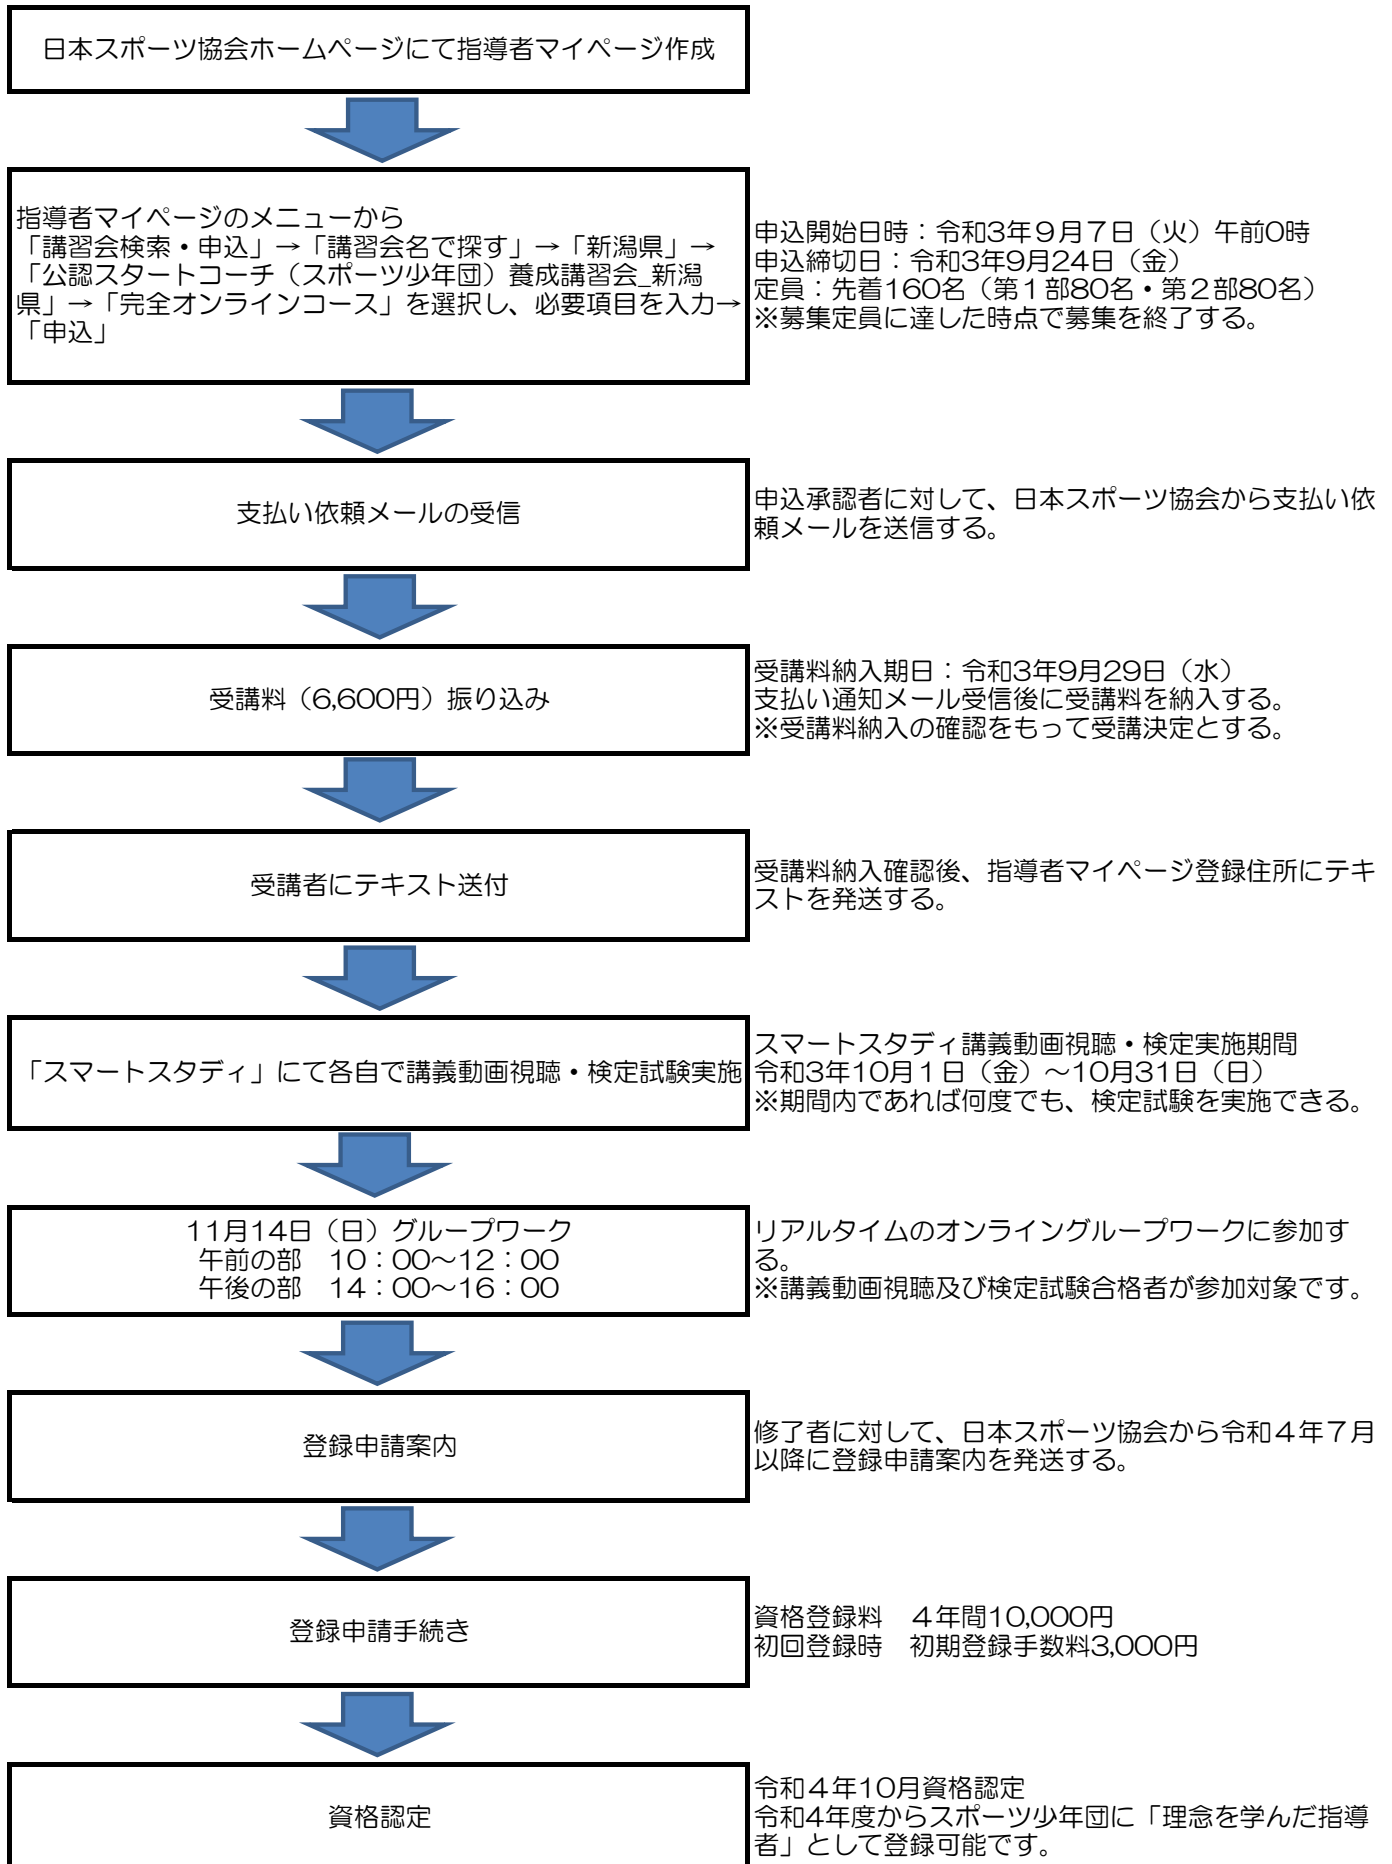 日本スポーツ協会ホームページにて指導者マイページ作成
指導者マイページのメニューから
「講習会検索・申込」→「講習会名で探す」→「新潟県」→
「公認スタートコーチ（スポーツ少年団）養成講習会_新潟
県」→「完全オンラインコース」を選択し、必要項目を入力→
「申込」
申込開始日時：令和3年９月７日（火）午前0時
申込締切日：令和3年9月24日（金）
定員：先着160名（第１部80名・第２部80名）
※募集定員に達した時点で募集を終了する。
支払い依頼メールの受信
申込承認者に対して、日本スポーツ協会から支払い依
頼メールを送信する。
受講料（6,600円）振り込み
受講料納入期日：令和3年9月29日（水）
支払い通知メール受信後に受講料を納入する。
※受講料納入の確認をもって受講決定とする。
受講者にテキスト送付
受講料納入確認後、指導者マイページ登録住所にテキ
ストを発送する。
「スマートスタディ」にて各自で講義動画視聴・検定試験実施
スマートスタディ講義動画視聴・検定実施期間
令和3年10月１日（金）～10月31日（日）
※期間内であれば何度でも、検定試験を実施できる。
11月14日（日）グループワーク
午前の部　10：00～12：00
午後の部　14：00～16：00
リアルタイムのオンライングループワークに参加す
る。
※講義動画視聴及び検定試験合格者が参加対象です。
登録申請案内
修了者に対して、日本スポーツ協会から令和４年７月
以降に登録申請案内を発送する。
登録申請手続き
資格登録料　４年間10,000円
初回登録時　初期登録手数料3,000円
資格認定
令和４年10月資格認定
令和4年度からスポーツ少年団に「理念を学んだ指導
者」として登録可能です。